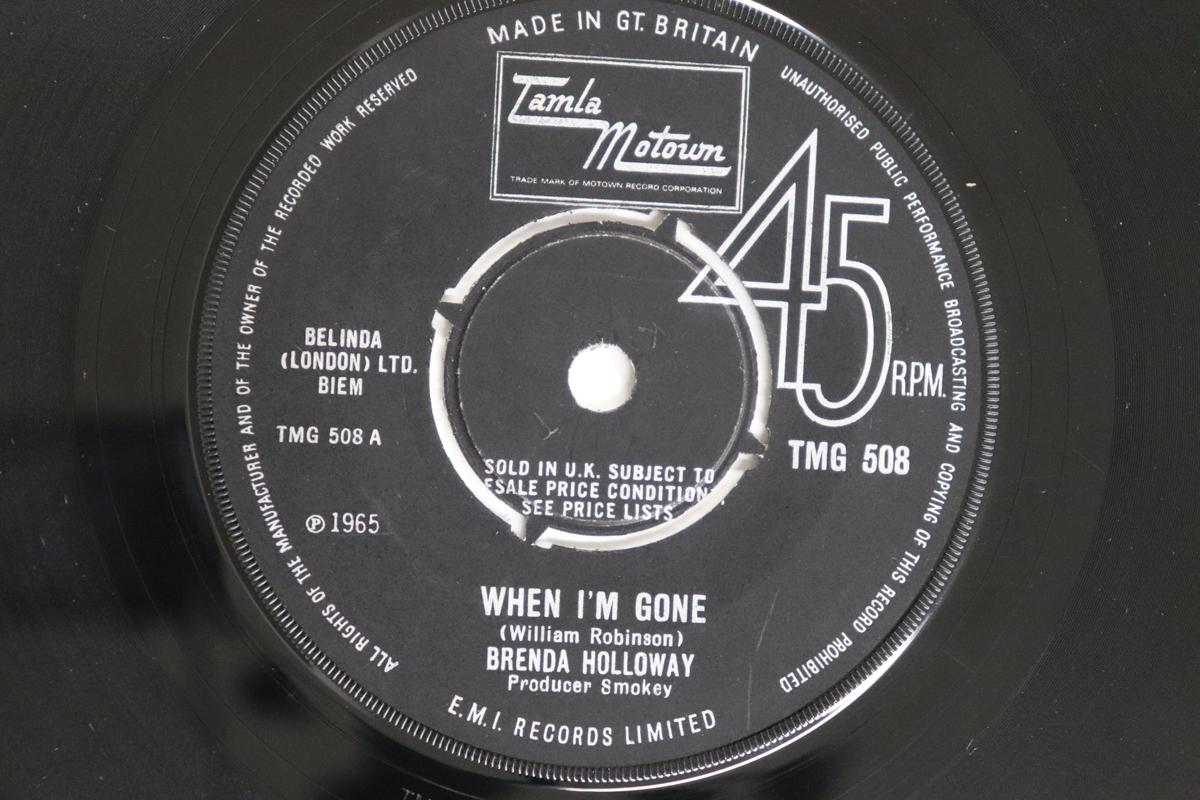 MADE IN GT. BRITAIN
Tamla
Motown
TRADE MARK OF MOTOWN RECORD CORPORATION
ALL RIGHTS OF THE MANUFACTURER AND OF THE OWNER OF THE RECORDED WORK RESERVED
UNAUTHORISED PUBLIC PERFORMANCE BROADCASTING AND COPYING OF THIS RECORD PROHIBITED
45
R.P.M.
BELINDA
(LONDON) LTD.
BIEM
TMG 508 A
TMG 508
℗ 1965
SOLD IN U.K. SUBJECT TO
ESALE PRICE CONDITION
SEE PRICE LISTS
WHEN I'M GONE
(William Robinson)
BRENDA HOLLOWAY
Producer Smokey
E.M.I. RECORDS LIMITED